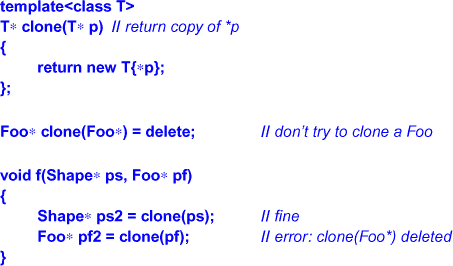 template<class T>
T∗ clone(T∗ p) // return copy of *p
{
return new T{∗p};
};
Foo∗ clone(Foo∗) = delete; // don’t try to clone a Foo
void f(Shape∗ ps, Foo∗ pf)
{
Shape∗ ps2 = clone(ps); // fine
Foo∗ pf2 = clone(pf); // error: clone(Foo*) deleted
}